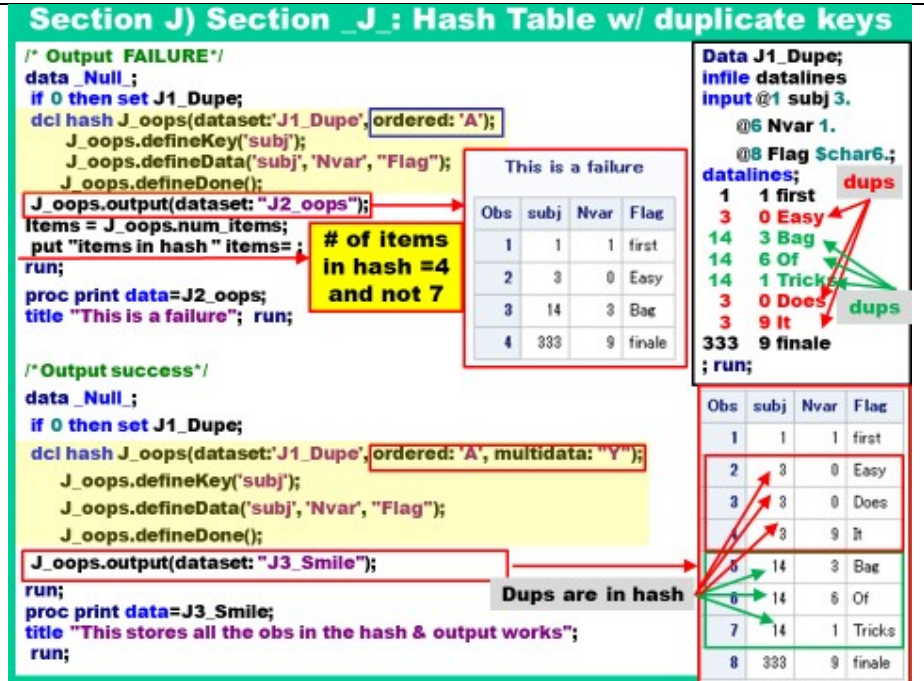 Section J) Section _J_: Hash Table w/ duplicate keys
/* Output FAILURE*/
data _Null_;
if 0 then set J1_Dupe;
dcl hash J_oops(dataset:'J1_Dupe', ordered: 'A');
J_oops.defineKey('subj');
J_oops.defineData('subj', 'Nvar', "Flag");
J_oops.defineDone();
J_oops.output(dataset: "J2_oops");
Items = J_oops.num_items;
put "items in hash " items= ;
run;
proc print data=J2_oops;
title "This is a failure"; run;
# of items
in hash =4
and not 7
This is a failure
Obs subj Nvar Flag
1 1 1 first
2 3 0 Easy
3 14 3 Bag
4 333 9 finale
Data J1_Dupe;
infile datalines
input @1 subj 3.
@6 Nvar 1.
@8 Flag $char6.;
datalines;
dups
1 1 first
3 0 Easy
14 3 Bag
14 6 Of
14 1 Tricks
3 0 Does
dups
3 9 It
333 9 finale
; run;
/*Output success*/
data _Null_;
if 0 then set J1_Dupe;
dcl hash J_oops(dataset:'J1_Dupe', ordered: 'A', multidata: "Y");
J_oops.defineKey('subj');
J_oops.defineData('subj', 'Nvar', "Flag");
J_oops.defineDone();
J_oops.output(dataset: "J3_Smile");
run;
proc print data=J3_Smile;
title "This stores all the obs in the hash & output works";
run;
Dups are in hash
Obs subj Nvar Flag
1 1 1 first
2 3 0 Easy
3 3 0 Does
4 3 9 It
5 14 3 Bag
6 14 6 Of
7 14 1 Tricks
8 333 9 finale